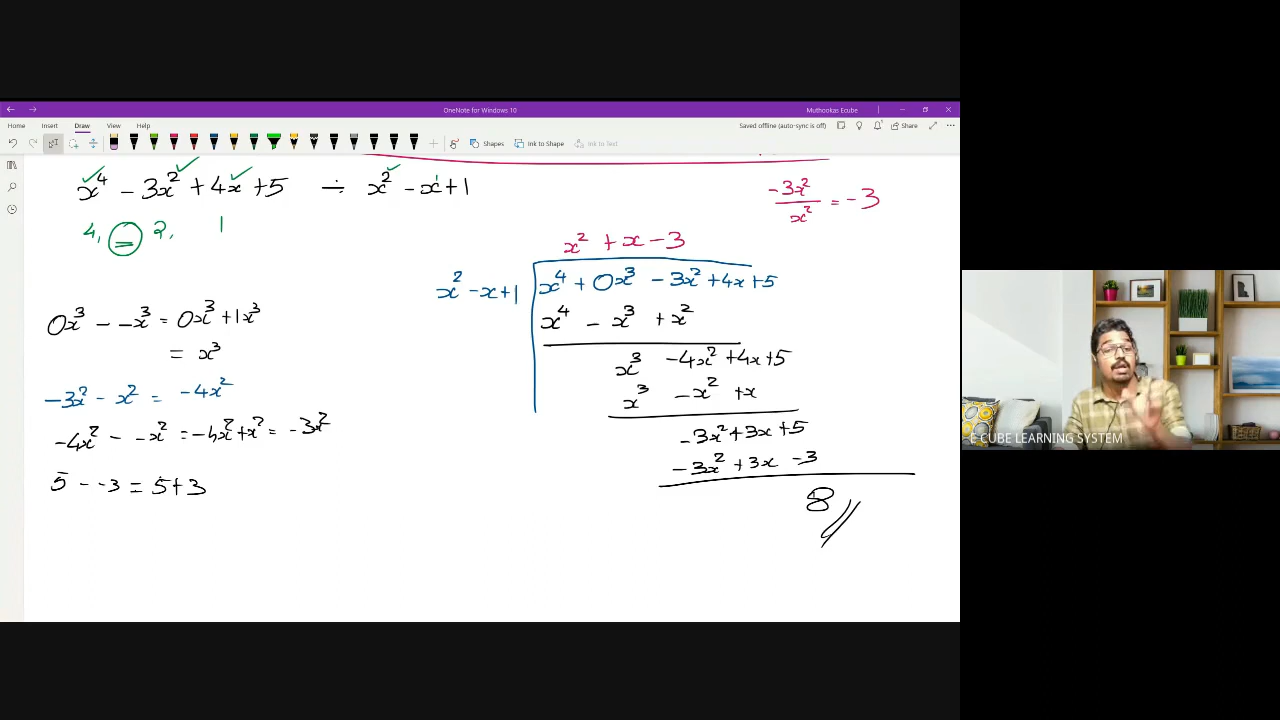 OneNote for Windows 10
Muthookas Ecube
Home Insert Draw View Help
Saved offline (auto-sync is off) Share
Shapes Ink to Shape Ink to Text
x⁴ - 3x² + 4x + 5 ÷ x² - x + 1
4, = 2, 1
-3x²/x² = -3
x² + x - 3
x² - x + 1 x⁴ + 0x³ - 3x² + 4x + 5
x⁴ - x³ + x²
x³ - 4x² + 4x + 5
x³ - x² + x
-3x² + 3x + 5
-3x² + 3x - 3
8
0x³ - -x³ = 0x³ + 1x³
= x³
-3x² - x² = -4x²
-4x² - -x² = -4x² + x² = -3x²
5 - -3 = 5+3
E CUBE LEARNING SYSTEM